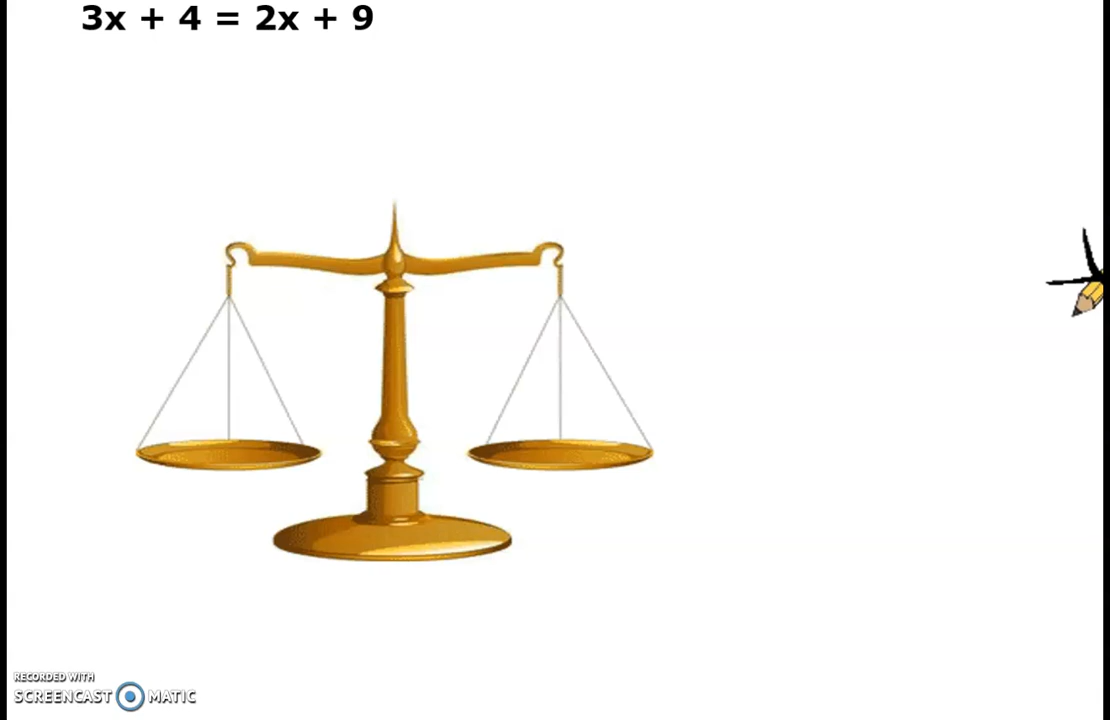 3x + 4 = 2x + 9
RECORDED WITH
SCREENCAST MATIC